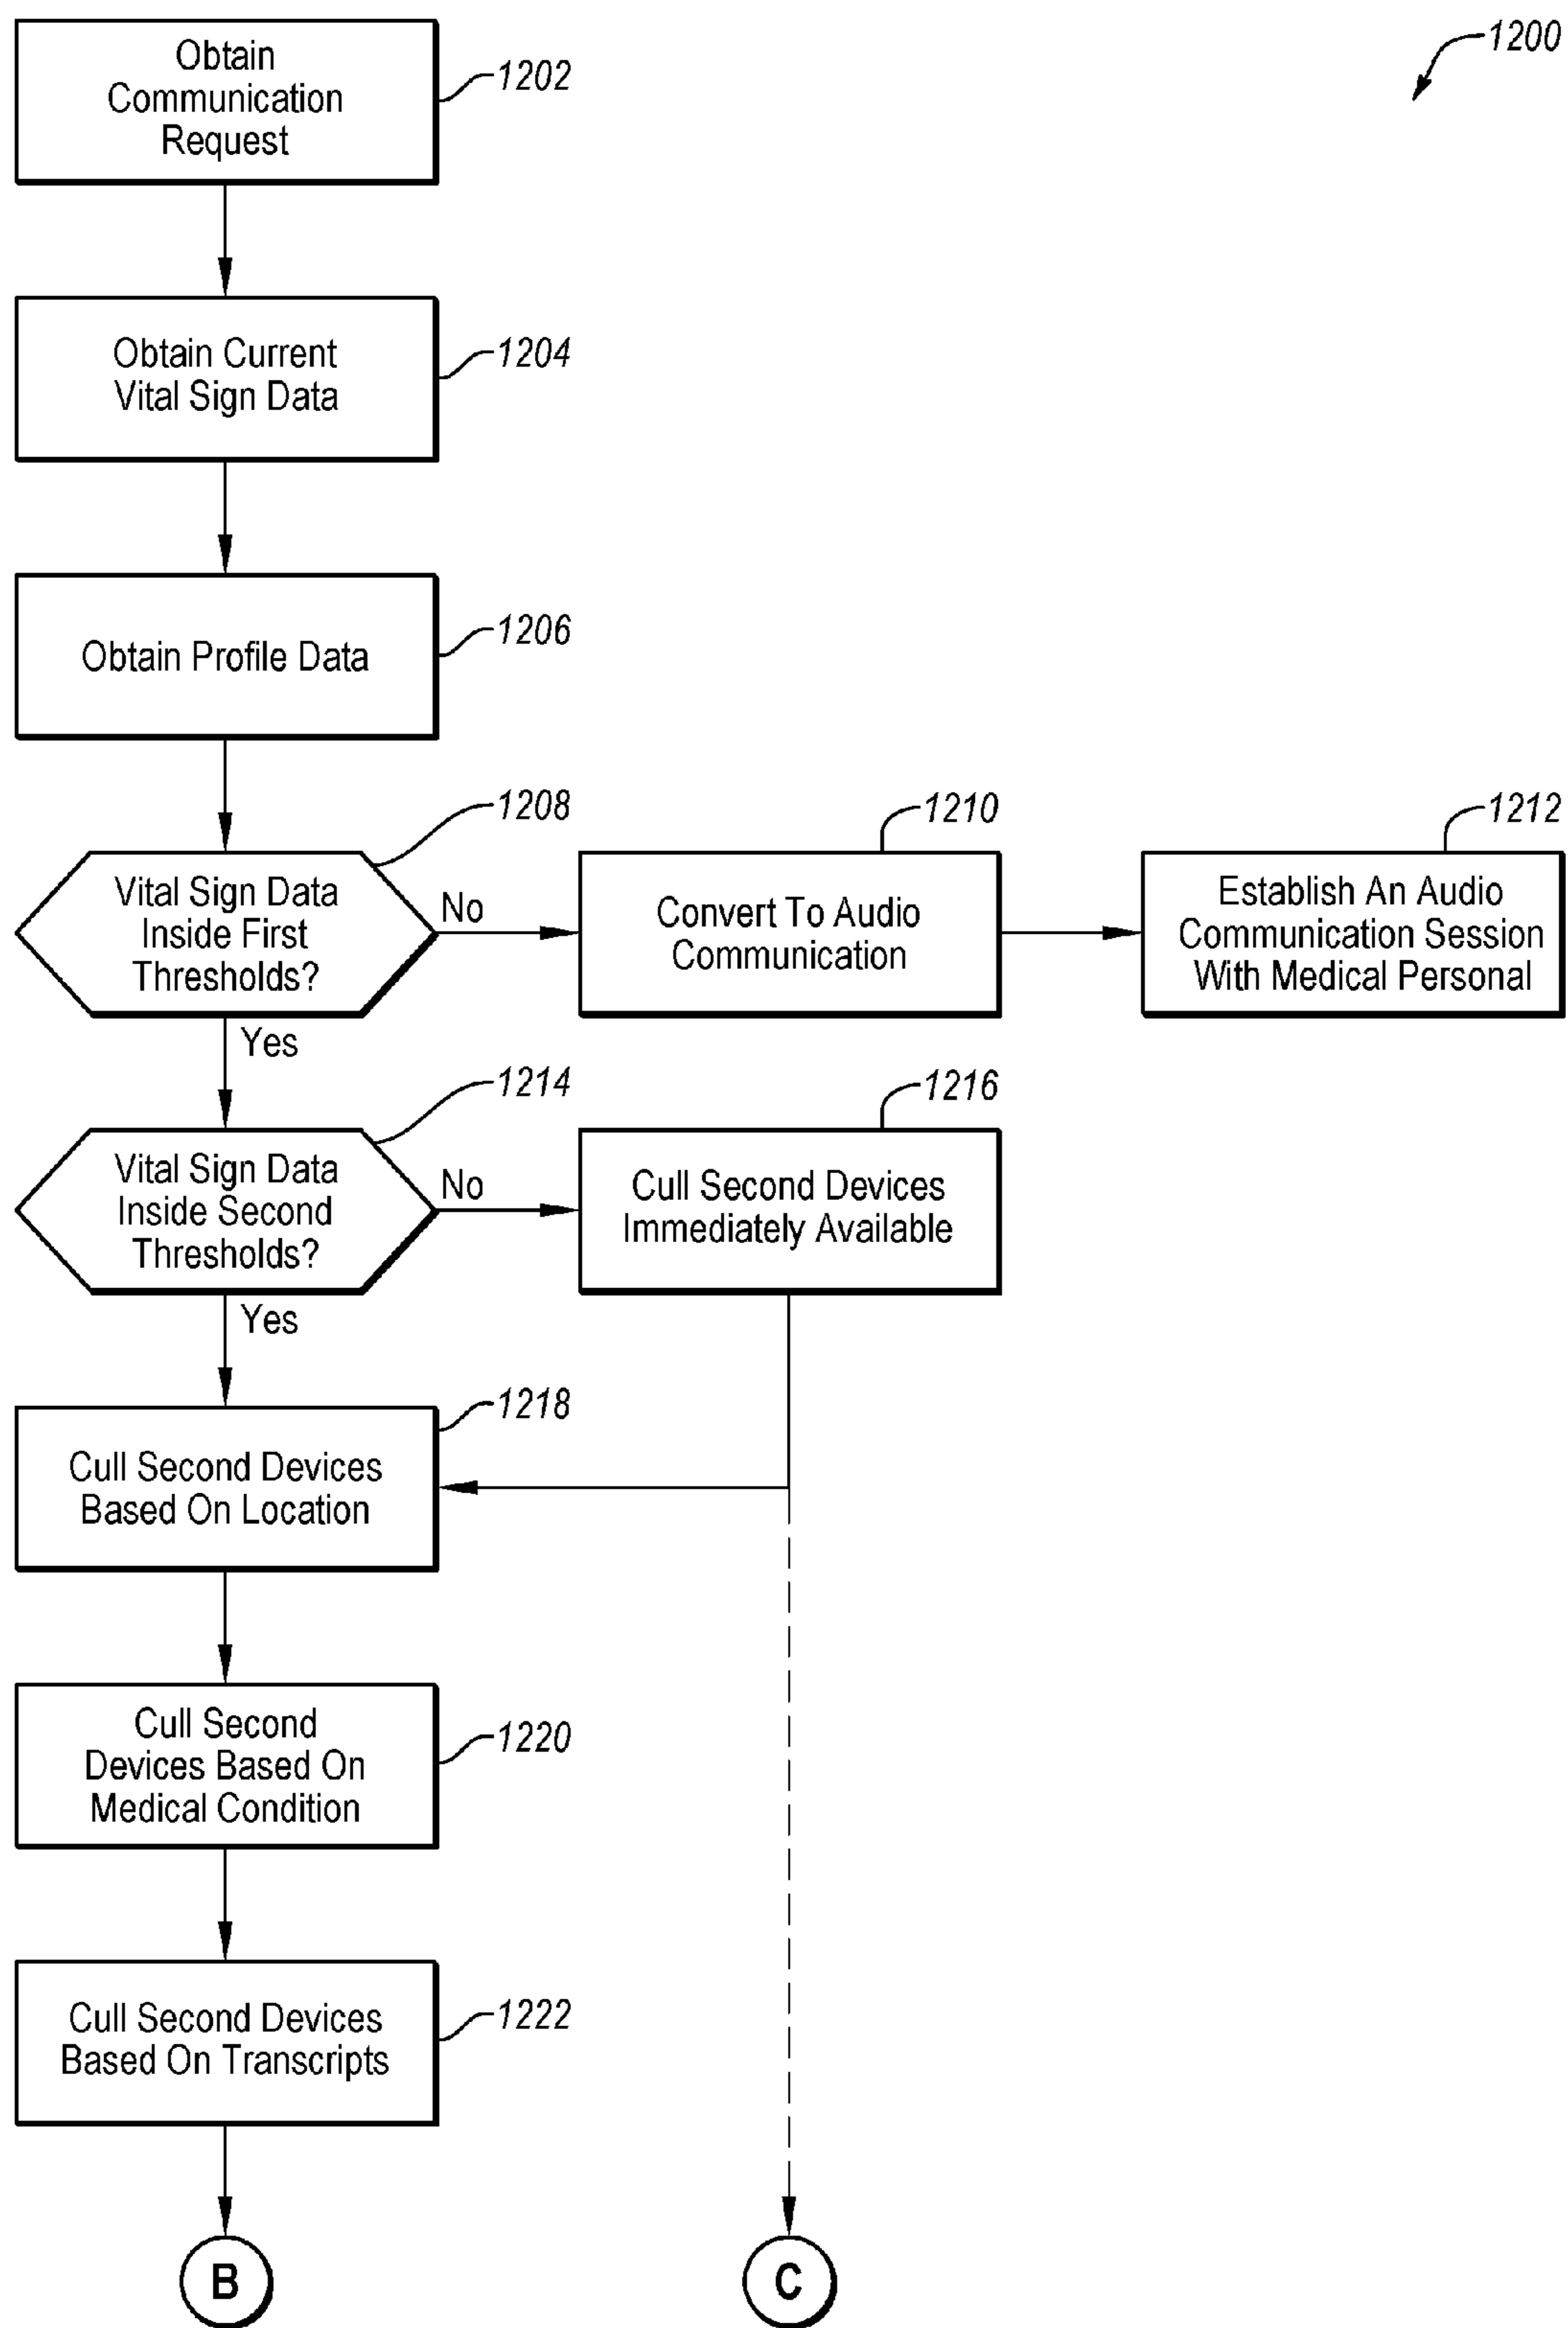 1200
Obtain
Communication
Request
1202
Obtain Current
Vital Sign Data
1204
Obtain Profile Data
1206
Vital Sign Data
Inside First
Thresholds?
1208
No
Yes
Convert To Audio
Communication
1210
Establish An Audio
Communication Session
With Medical Personal
1212
Vital Sign Data
Inside Second
Thresholds?
1214
No
Yes
Cull Second Devices
Immediately Available
1216
Cull Second Devices
Based On Location
1218
Cull Second
Devices Based On
Medical Condition
1220
Cull Second Devices
Based On Transcripts
1222
B
C